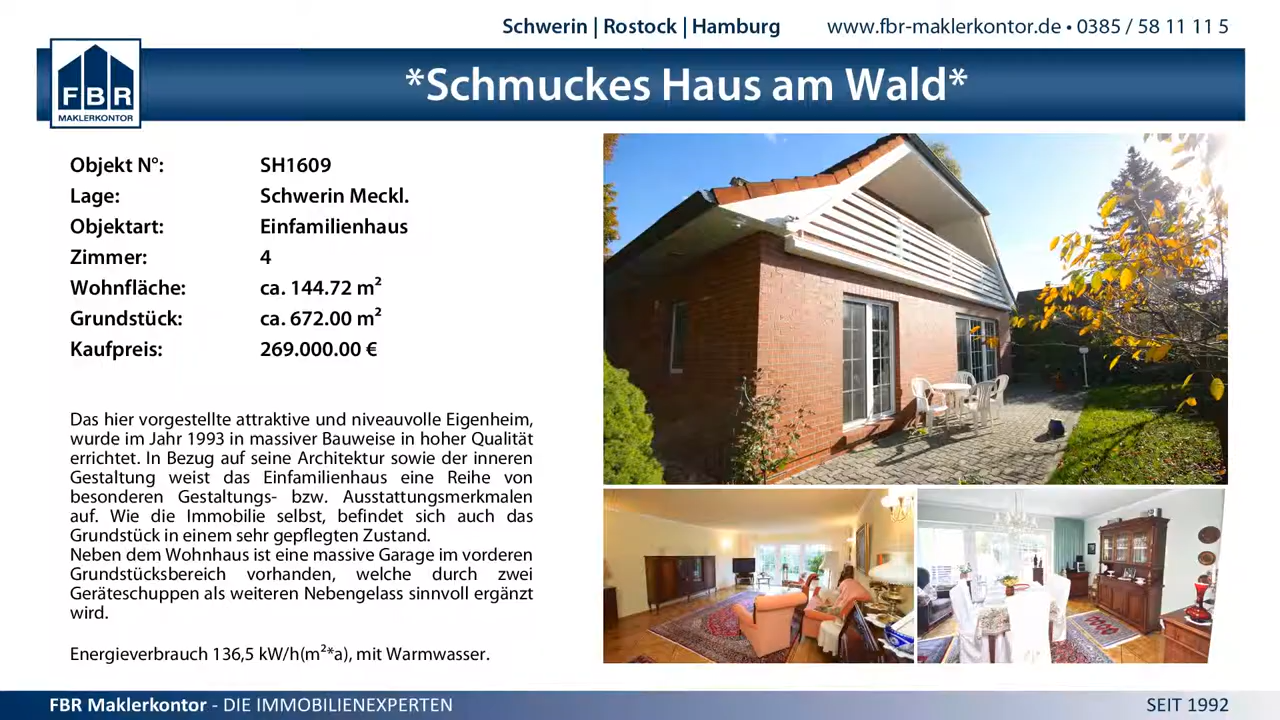 Schwerin | Rostock | Hamburg www.fbr-maklerkontor.de • 0385 / 58 11 11 5
FBR
MAKLERKONTOR
*Schmuckes Haus am Wald*
Objekt N°: SH1609
Lage: Schwerin Meckl.
Objektart: Einfamilienhaus
Zimmer: 4
Wohnfläche: ca. 144.72 m²
Grundstück: ca. 672.00 m²
Kaufpreis: 269.000.00 €
Das hier vorgestellte attraktive und niveauvolle Eigenheim,
wurde im Jahr 1993 in massiver Bauweise in hoher Qualität
errichtet. In Bezug auf seine Architektur sowie der inneren
Gestaltung weist das Einfamilienhaus eine Reihe von
besonderen Gestaltungs- bzw. Ausstattungsmerkmalen
auf. Wie die Immobilie selbst, befindet sich auch das
Grundstück in einem sehr gepflegten Zustand.
Neben dem Wohnhaus ist eine massive Garage im vorderen
Grundstücksbereich vorhanden, welche durch zwei
Geräteschuppen als weiteren Nebengelass sinnvoll ergänzt
wird.
Energieverbrauch 136,5 kW/h(m²*a), mit Warmwasser.
FBR Maklerkontor - DIE IMMOBILIENEXPERTEN SEIT 1992